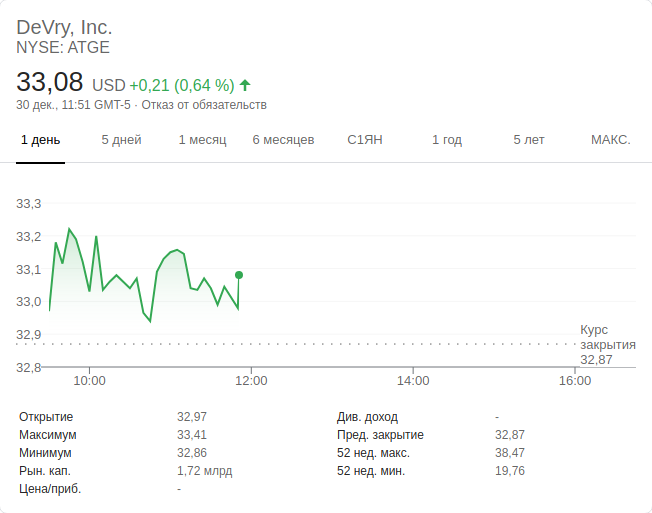 DeVry, Inc.
NYSE: ATGE
33,08 USD +0,21 (0,64 %)
30 дек., 11:51 GMT-5 · Отказ от обязательств
1 день 5 дней 1 месяц 6 месяцев С1ЯН 1 год 5 лет МАКС.
33,3
33,2
33,1
33,0
32,9
32,8
Курс
закрытия
32,87
10:00 12:00 14:00 16:00
Открытие 32,97 Див. доход -
Максимум 33,41 Пред. закрытие 32,87
Минимум 32,86 52 нед. макс. 38,47
Рын. кап. 1,72 млрд 52 нед. мин. 19,76
Цена/приб. -